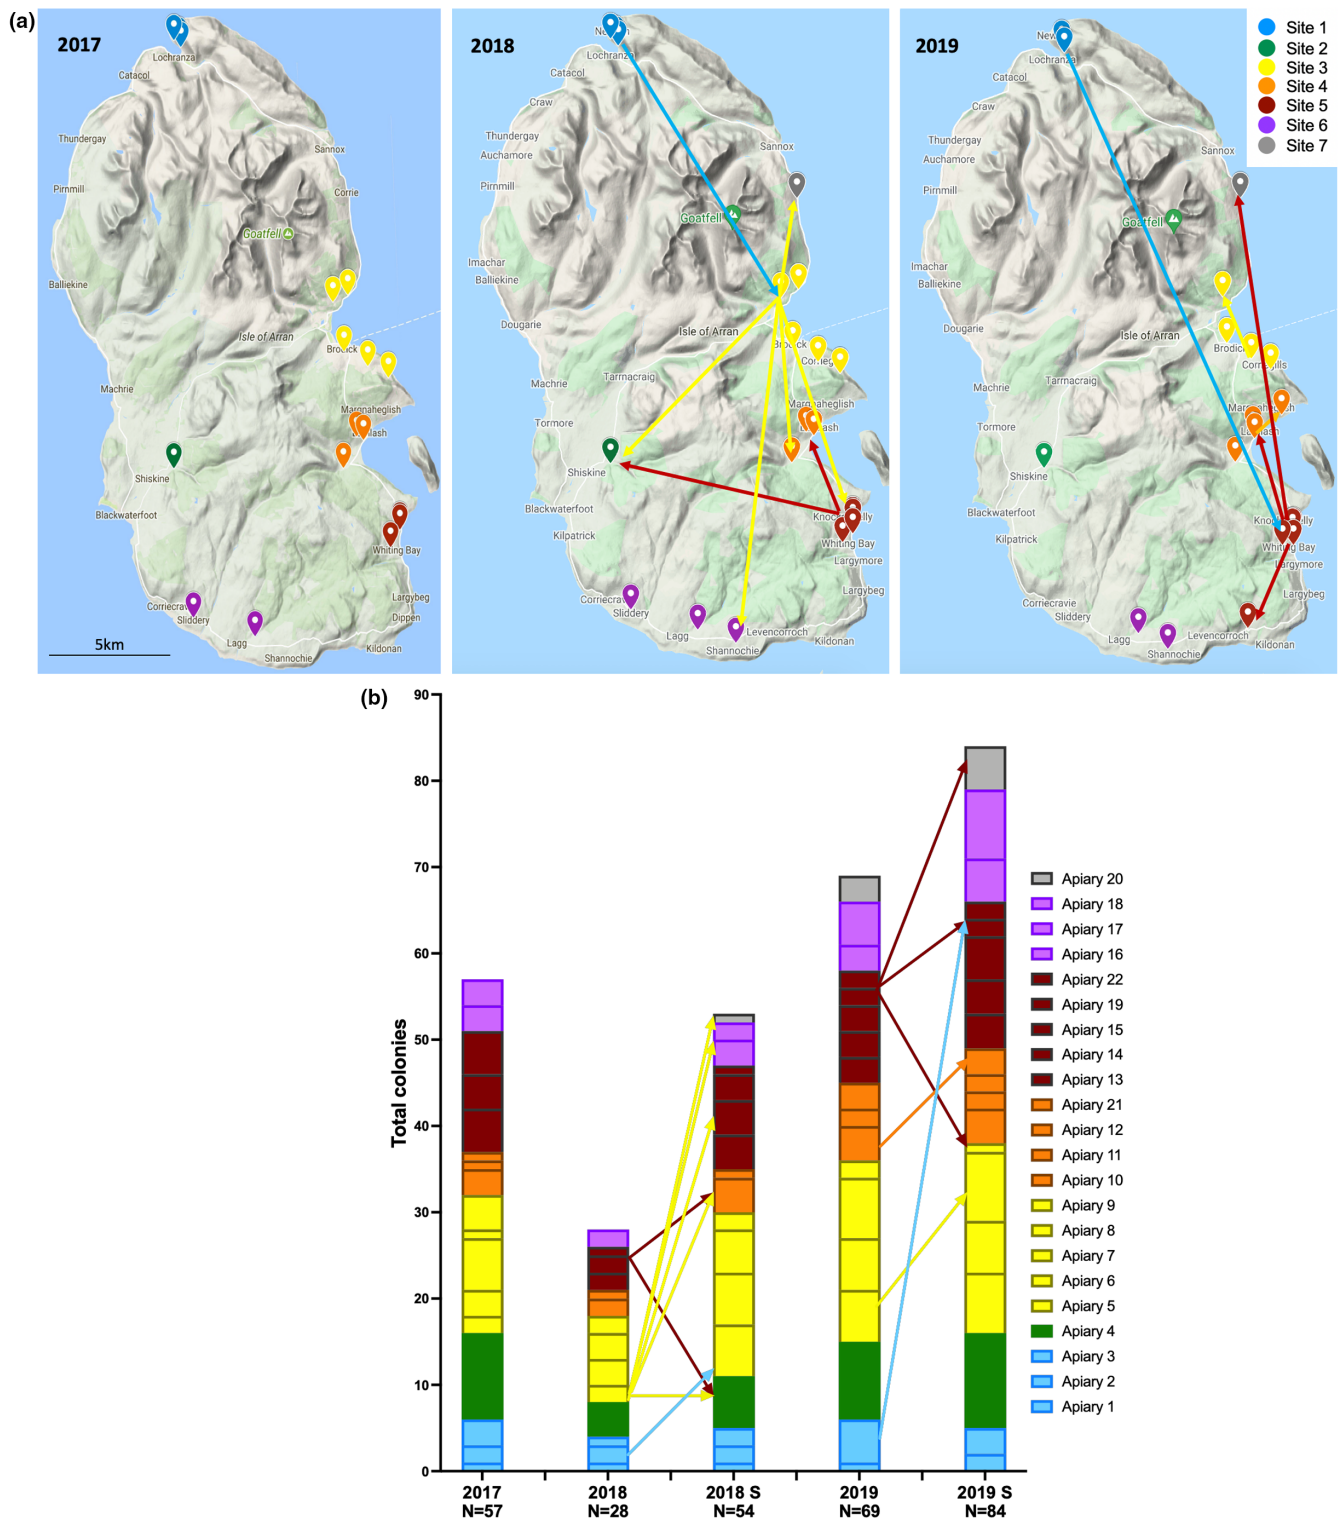 (a)
2017
Lochranza
Catacol
Thundergay
Sannox
Pirnmill
Corrie
Goatfell
Balliekine
Isle of Arran
Brodick
Machrie
Margnaheglish
Shiskine
Blackwaterfoot
Whiting Bay
Corriecrav
Sliddery
Largybeg
Dippen
Lagg
Kildonan
Shannochie
5km
2018
Lochranza
Catacol
Craw
Thundergay
Auchamore
Sannox
Pirnmill
Goatfell
Imachar
Balliekine
Dougarie
Isle of Arran
Brodick
Corriegills
Machrie
Tarrnacraig
Margnaheglish
Tormore
Lamlash
Shiskine
Blackwaterfoot
Kilpatrick
Knockenkelly
Whiting Bay
Largymore
Largybeg
Corriecravie
Sliddery
Lagg
Levencorroch
Kildonan
Shannochie
2019
Lochranza
Catacol
Craw
Thundergay
Auchamore
Sannox
Pirnmill
Goatfell
Imachar
Balliekine
Dougarie
Isle of Arran
Brodick
Corriegills
Machrie
Tarrnacraig
Margnaheglish
Tormore
Lamlash
Shiskine
Blackwaterfoot
Kilpatrick
Knockenkelly
Whiting Bay
Largymore
Largybeg
Corriecravie
Sliddery
Lagg
Levencorroch
Kildonan
Shannochie
Site 1
Site 2
Site 3
Site 4
Site 5
Site 6
Site 7
(b)
Total colonies
90
80
70
60
50
40
30
20
10
0
2017
N=57
2018
N=28
2018 S
N=54
2019
N=69
2019 S
N=84
Apiary 20
Apiary 18
Apiary 17
Apiary 16
Apiary 22
Apiary 19
Apiary 15
Apiary 14
Apiary 13
Apiary 21
Apiary 12
Apiary 11
Apiary 10
Apiary 9
Apiary 8
Apiary 7
Apiary 6
Apiary 5
Apiary 4
Apiary 3
Apiary 2
Apiary 1